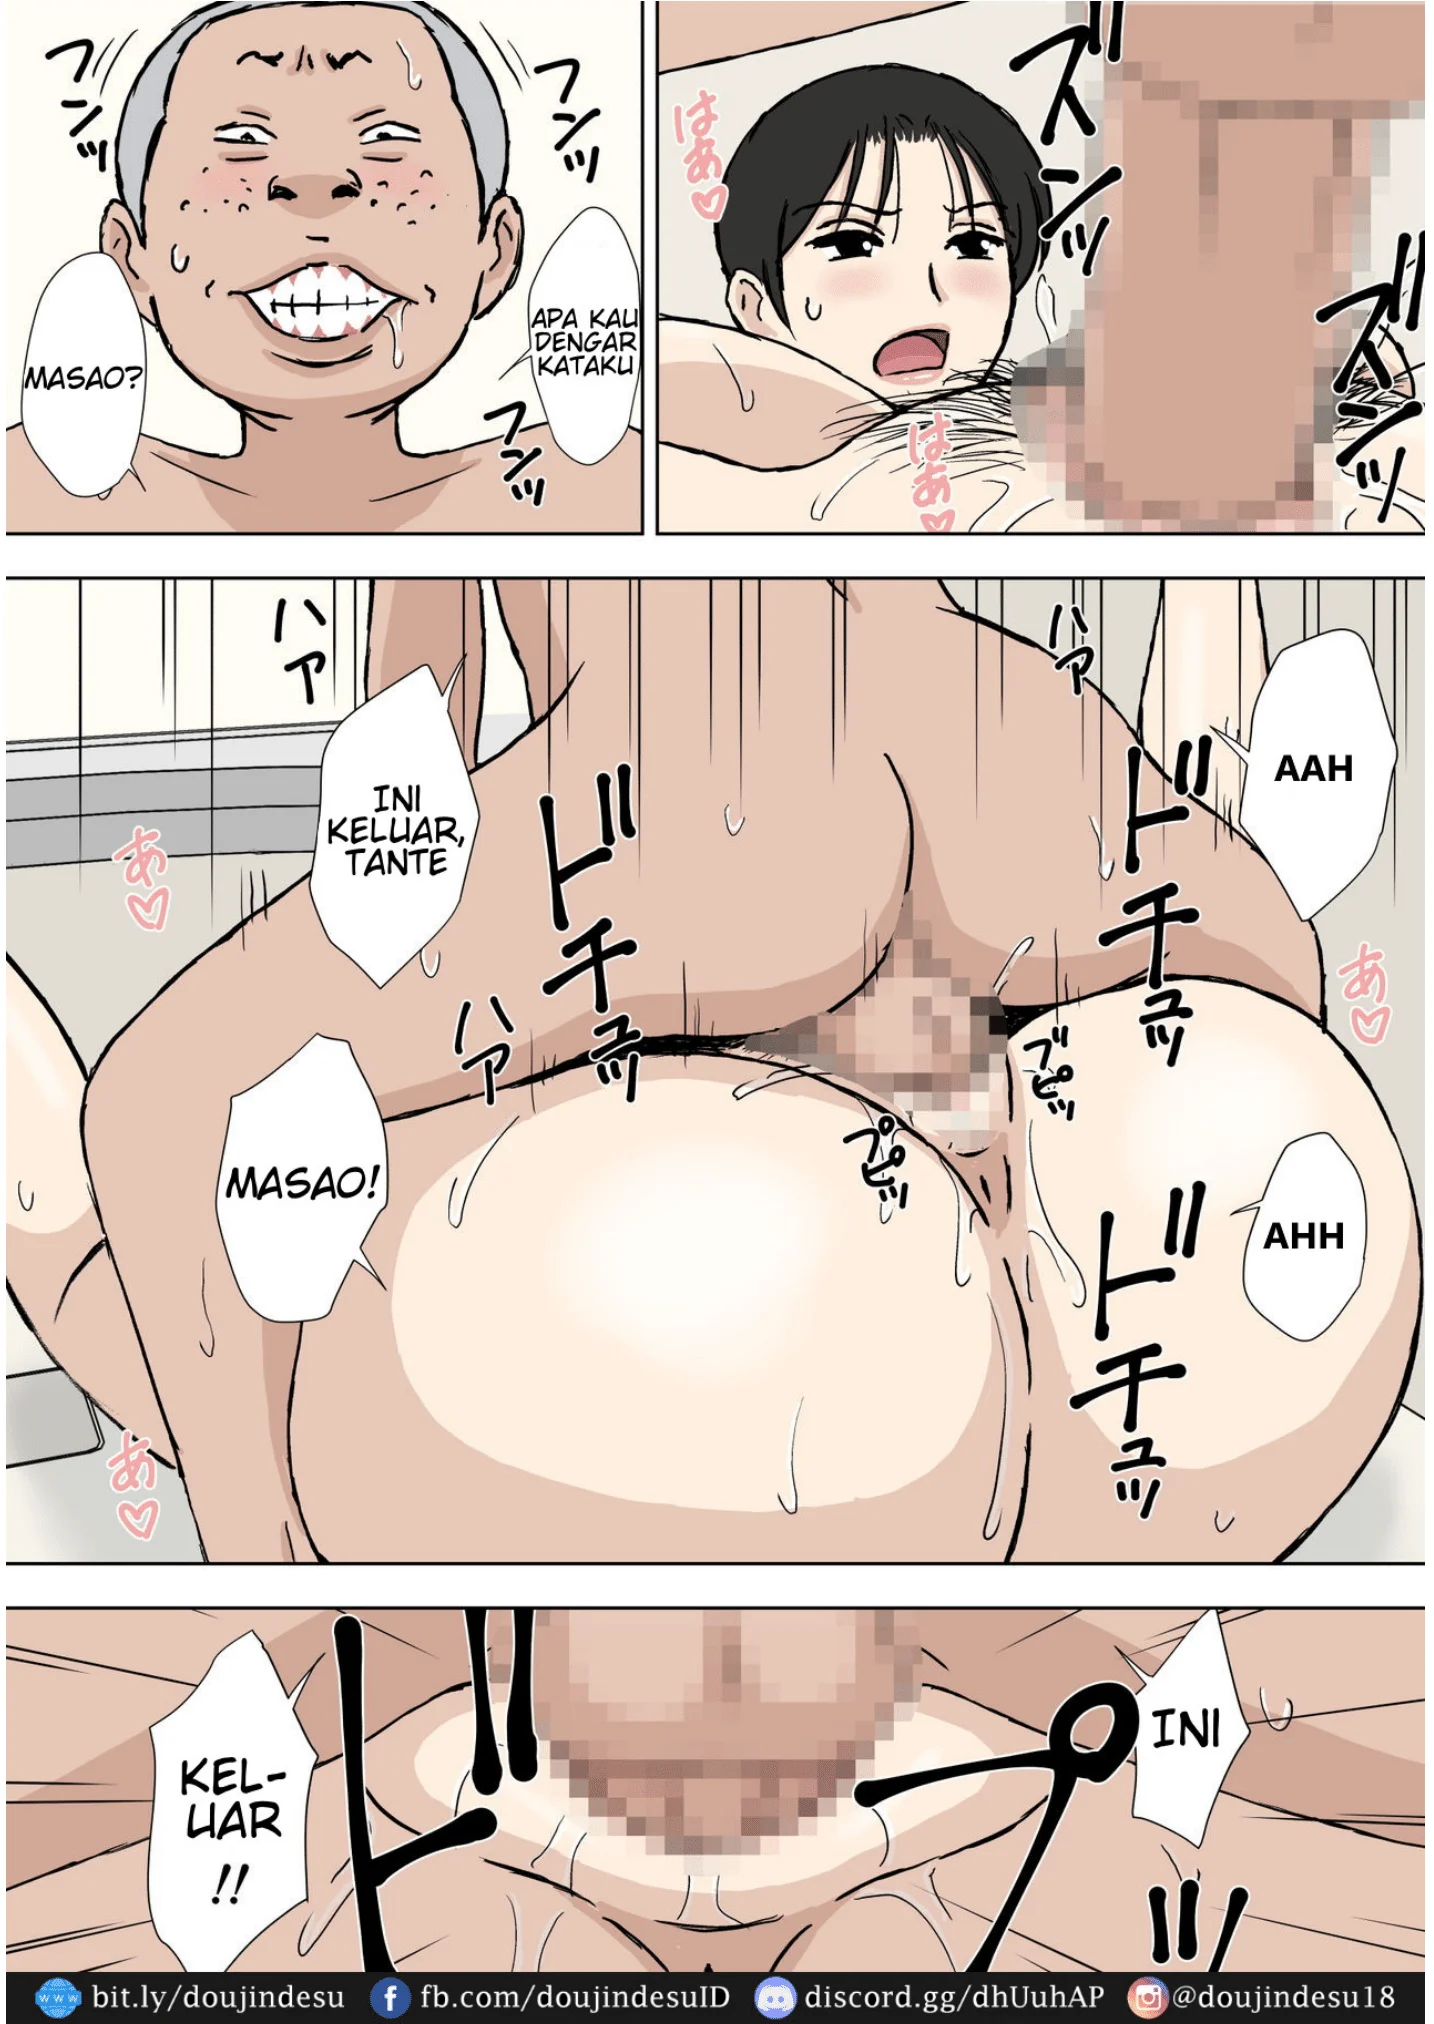 フンッ
フンッ
フンッ
MASAO?
APA KAU
DENGAR
KATAKU
はあ♡
はあ♡
ズンッ
ズンッ
ハァ
ハァ
ハァ
INI
KELUAR,
TANTE
AAH
ドチュッ
ドチュッ
ドチュッ
あ♡
あ♡
あ♡
MASAO!
AHH
ブピッ
プピッ
KEL-
UAR
!!
INI
ドプッ
bit.ly/doujindesu
fb.com/doujindesuID
discord.gg/dhUuhAP
@doujindesu18